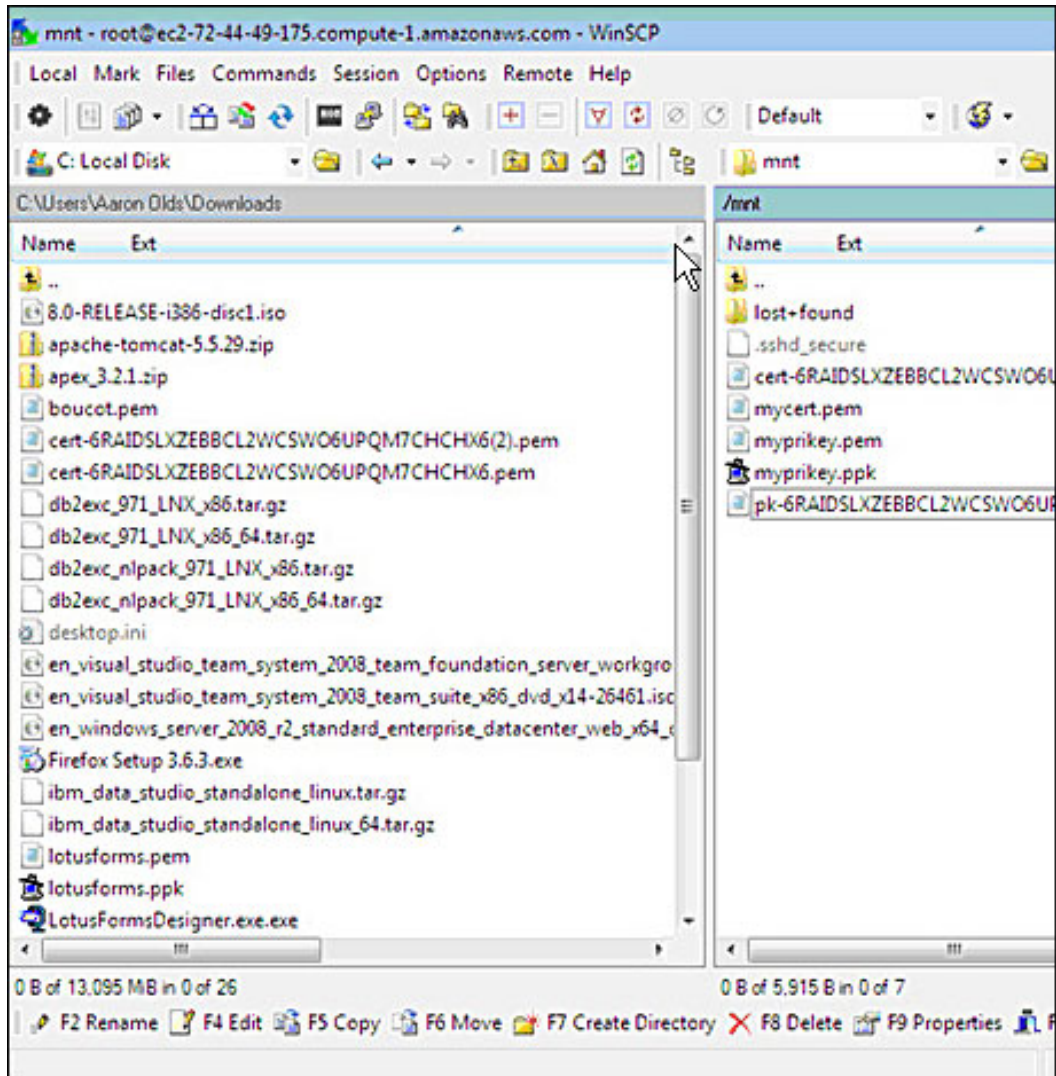 mnt - root@ec2-72-44-49-175.compute-1.amazonaws.com - WinSCP
Local Mark Files Commands Session Options Remote Help
Default
C: Local Disk
mnt
C:\Users\Aaron Olds\Downloads
/mnt
Name Ext
..
8.0-RELEASE-i386-disc1.iso
apache-tomcat-5.5.29.zip
apex_3.2.1.zip
boucot.pem
cert-6RAIDSLXZEBBCL2WCSWO6UPQM7CHCHX6(2).pem
cert-6RAIDSLXZEBBCL2WCSWO6UPQM7CHCHX6.pem
db2exc_971_LNX_x86.tar.gz
db2exc_971_LNX_x86_64.tar.gz
db2exc_nlpack_971_LNX_x86.tar.gz
db2exc_nlpack_971_LNX_x86_64.tar.gz
desktop.ini
en_visual_studio_team_system_2008_team_foundation_server_workgro
en_visual_studio_team_system_2008_team_suite_x86_dvd_x14-26461.isc
en_windows_server_2008_r2_standard_enterprise_datacenter_web_x64_
Firefox Setup 3.6.3.exe
ibm_data_studio_standalone_linux.tar.gz
ibm_data_studio_standalone_linux_64.tar.gz
lotusforms.pem
lotusforms.ppk
LotusFormsDesigner.exe.exe
0 B of 13,095 MiB in 0 of 26
Name Ext
..
lost+found
.sshd_secure
cert-6RAIDSLXZEBBCL2WCSWO6U
mycert.pem
myprikey.pem
myprikey.ppk
pk-6RAIDSLXZEBBCL2WCSWO6UP
0 B of 5,915 B in 0 of 7
F2 Rename F4 Edit F5 Copy F6 Move F7 Create Directory F8 Delete F9 Properties F